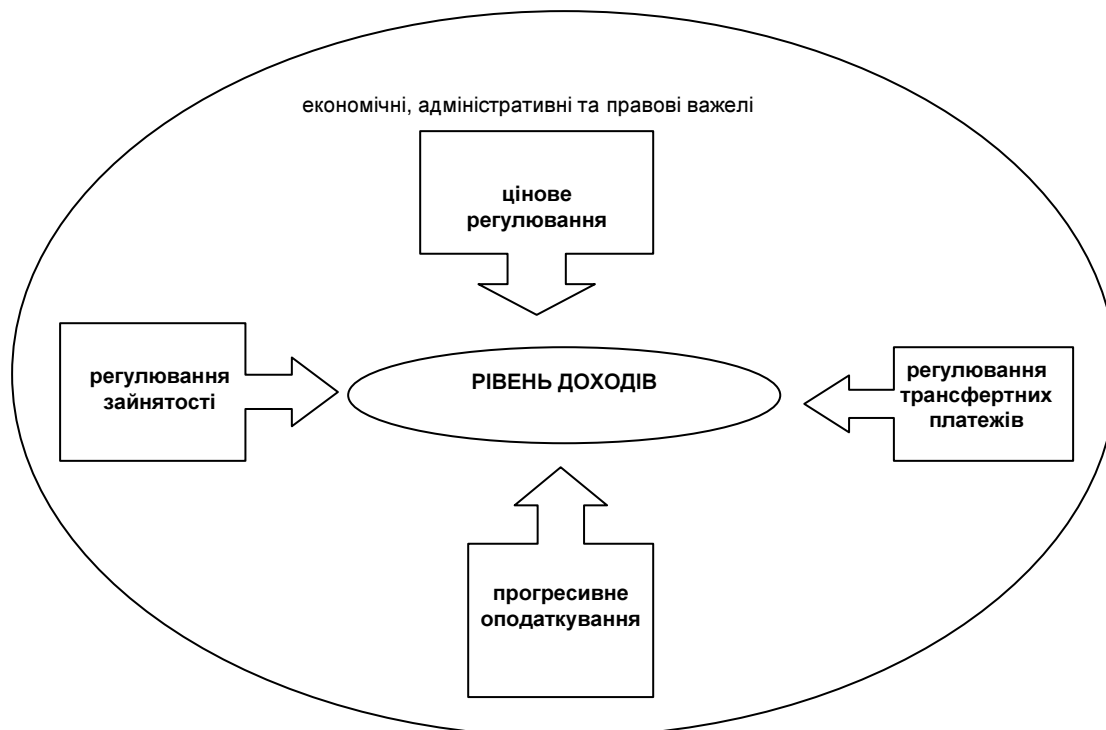 економічні, адміністративні та правові важелі
цінове
регулювання
регулювання
зайнятості
РІВЕНЬ ДОХОДІВ
регулювання
трансфертних
платежів
прогресивне
оподаткування